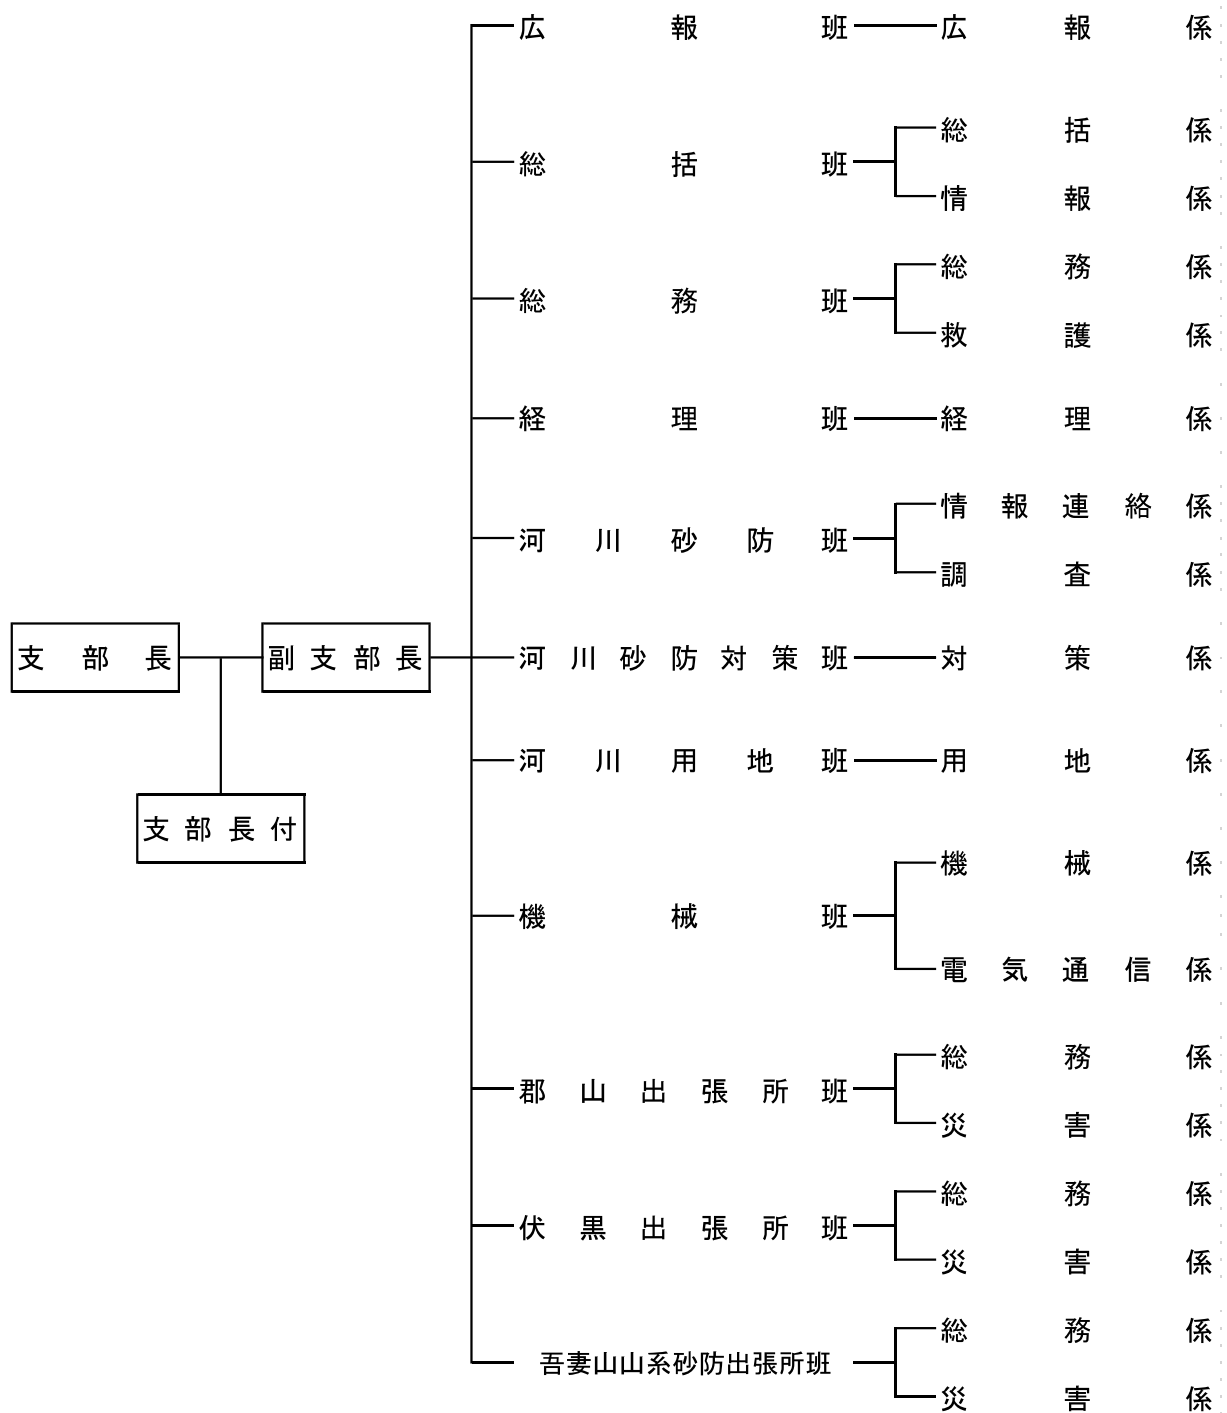 広報班 広報係
総括班 総括係
情報係
総務班 総務係
救護係
経理班 経理係
河川砂防班 情報連絡係
調査係
支部長 副支部長 河川砂防対策班 対策係
河川用地班 用地係
支部長付
機械班 機械係
電気通信係
郡山出張所班 総務係
災害係
伏黒出張所班 総務係
災害係
吾妻山山系砂防出張所班 総務係
災害係